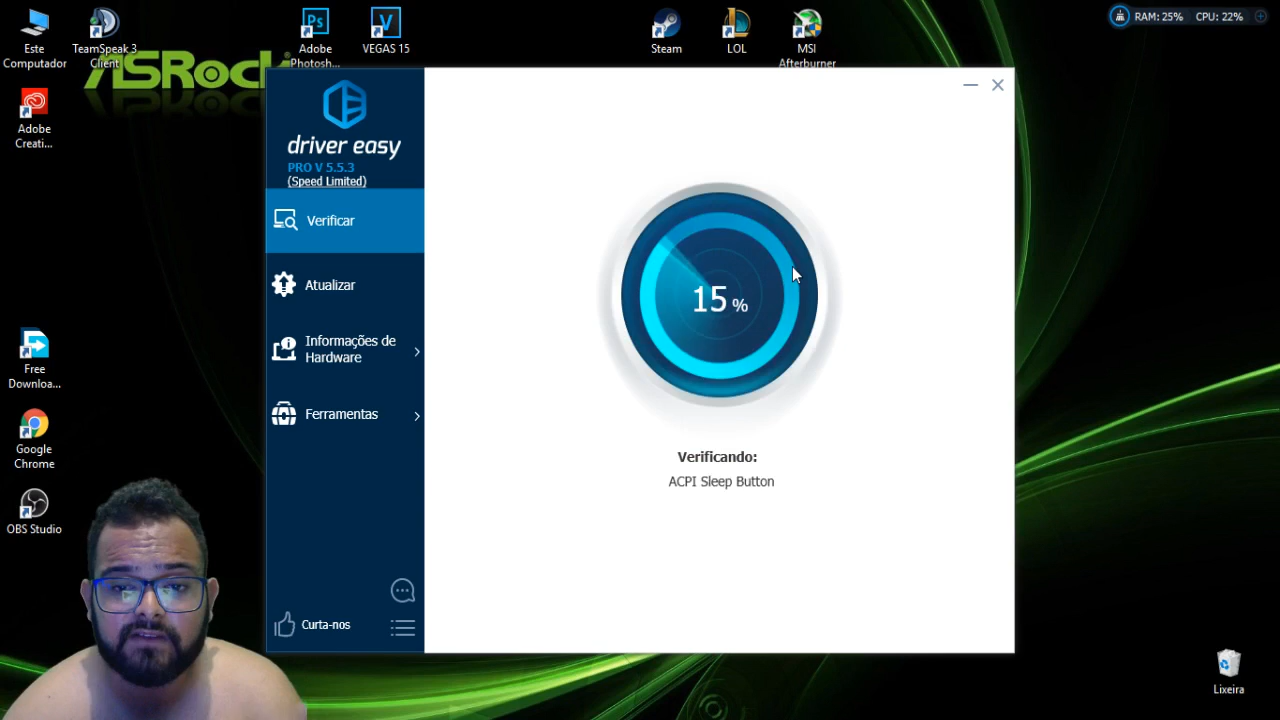 Este
Computador
TeamSpeak 3
Client
Adobe
Photosh...
VEGAS 15
Steam
LOL
MSI
Afterburner
RAM: 25%
CPU: 22%
ASRock
Adobe
Creati...
Free
Downloa...
Google
Chrome
OBS Studio
driver easy
PRO V 5.5.3
(Speed Limited)
Verificar
Atualizar
Informações de
Hardware
Ferramentas
Curta-nos
15 %
Verificando:
ACPI Sleep Button
Lixeira